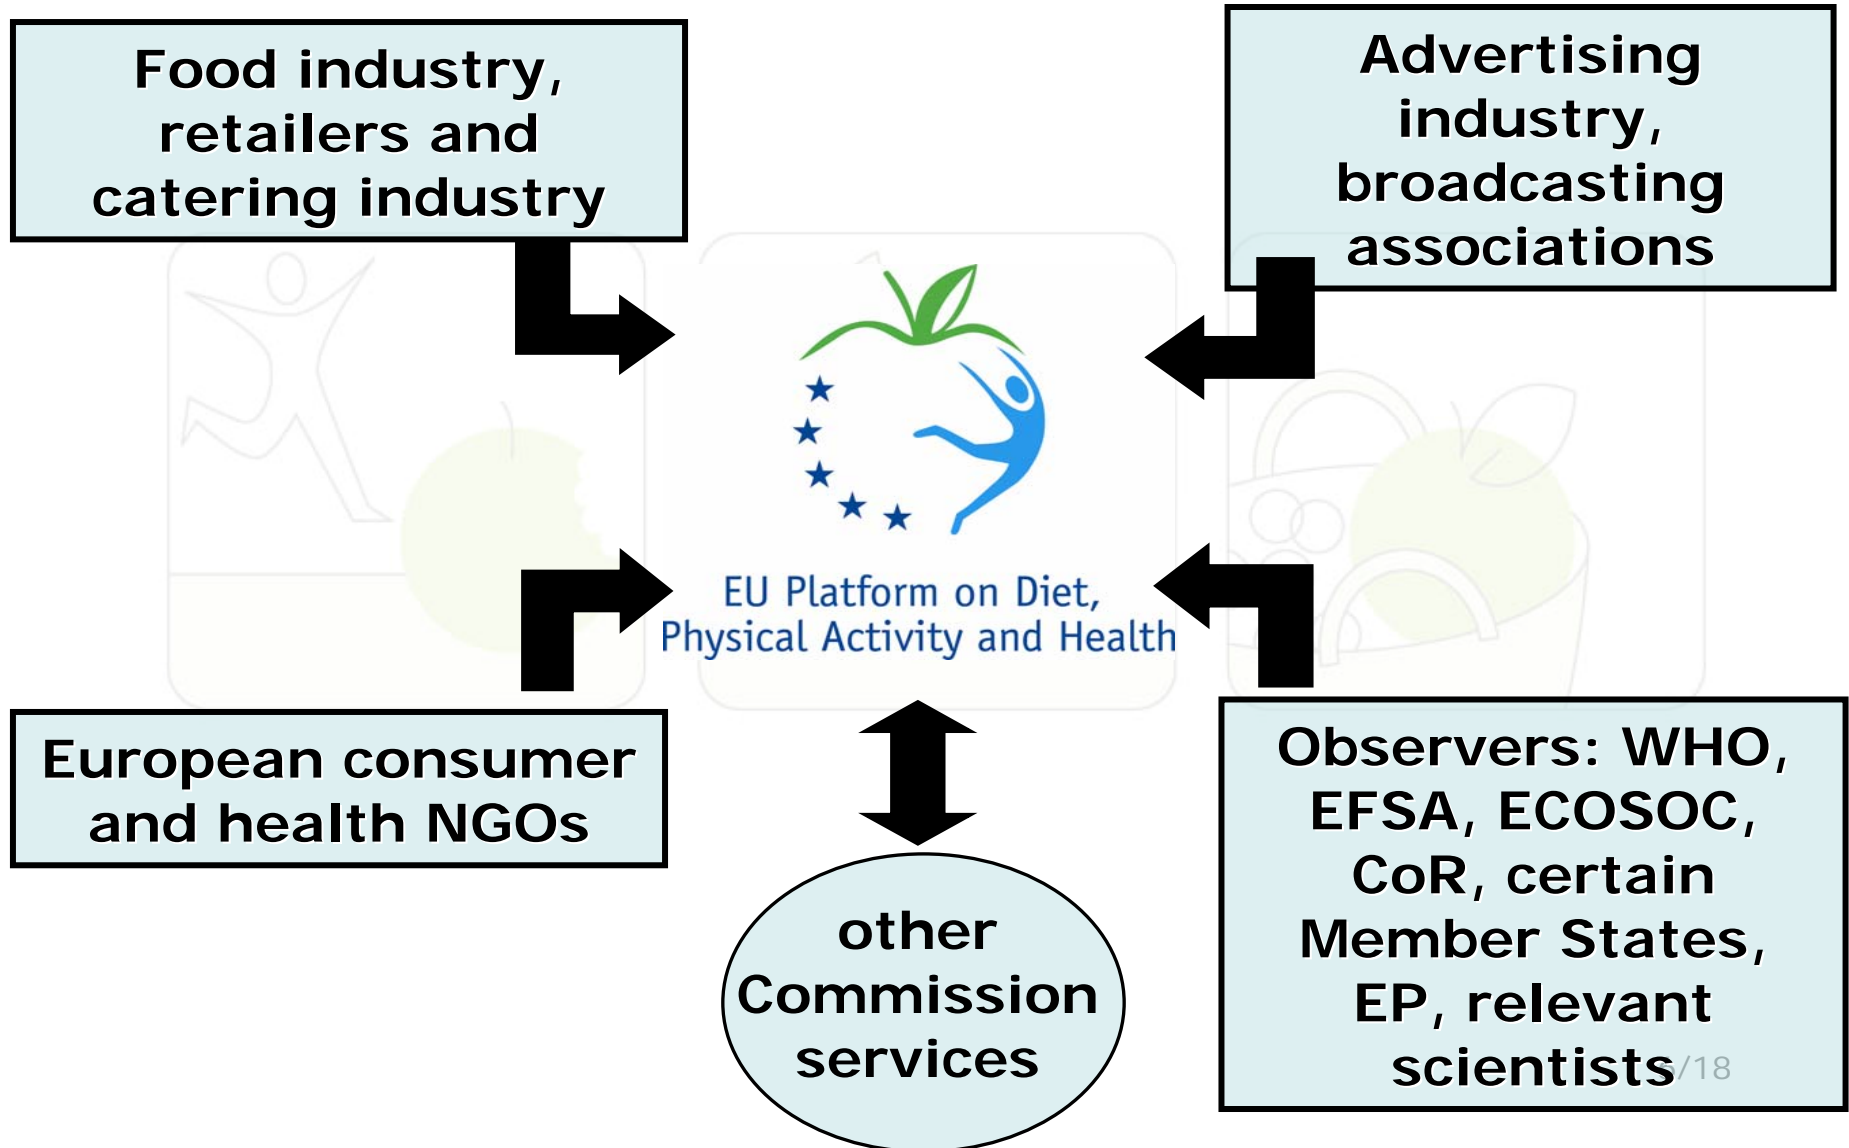 Food industry,
retailers and
catering industry
Advertising
industry,
broadcasting
associations
EU Platform on Diet,
Physical Activity and Health
European consumer
and health NGOs
other
Commission
services
Observers: WHO,
EFSA, ECOSOC,
CoR, certain
Member States,
EP, relevant
scientists
/18